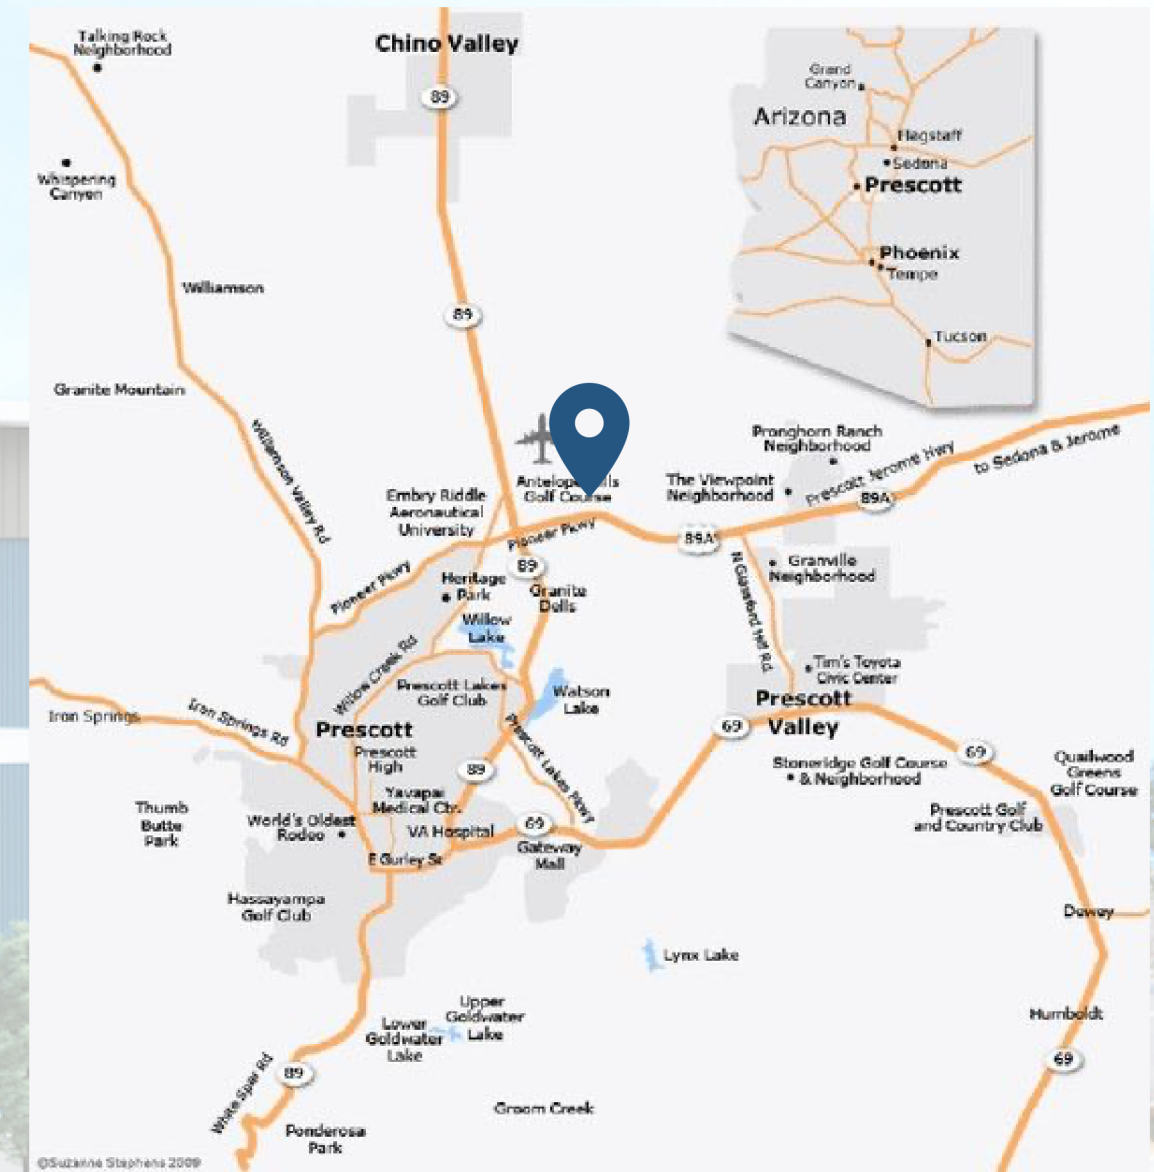 Talking Rock
Neighborhood
Chino Valley
89
Grand
Canyon
Arizona
Flagstaff
Sedona
Prescott
Phoenix
Tempe
Tucson
Whispering
Canyon
Williamson
89
Granite Mountain
Williamson Valley Rd
Pronghorn Ranch
Neighborhood
Prescott Jerome Hwy
to Sedona & Jerome
The Viewpoint
Neighborhood
89A
Embry Riddle
Aeronautical
University
Golf Course
Pioneer Pkwy
89A
89
Granite
Dells
Granville
Neighborhood
N Glassford Hill Rd
Pioneer Pkwy
Heritage
Park
Willow
Lake
Willow Creek Rd
Prescott Lakes
Golf Club
Watson
Lake
Tim's Toyota
Civic Center
Prescott
Valley
69
Iron Springs
Iron Springs Rd
Prescott
Prescott
High
89
Prescott Lakes Pkwy
Yavapai
Medical Ctr.
69
Stoneridge Golf Course
& Neighborhood
Quailwood
Greens
Golf Course
Prescott Golf
and Country Club
Thumb
Butte
Park
World's Oldest
Rodeo
VA Hospital
69
Gateway
Mall
E Gurley St
Hassayampa
Golf Club
Dewey
Lynx Lake
Upper
Goldwater
Lake
Lower
Goldwater
Lake
Humboldt
69
White Spar Rd
89
Groom Creek
Ponderosa
Park
©Suzanne Stephens 2009